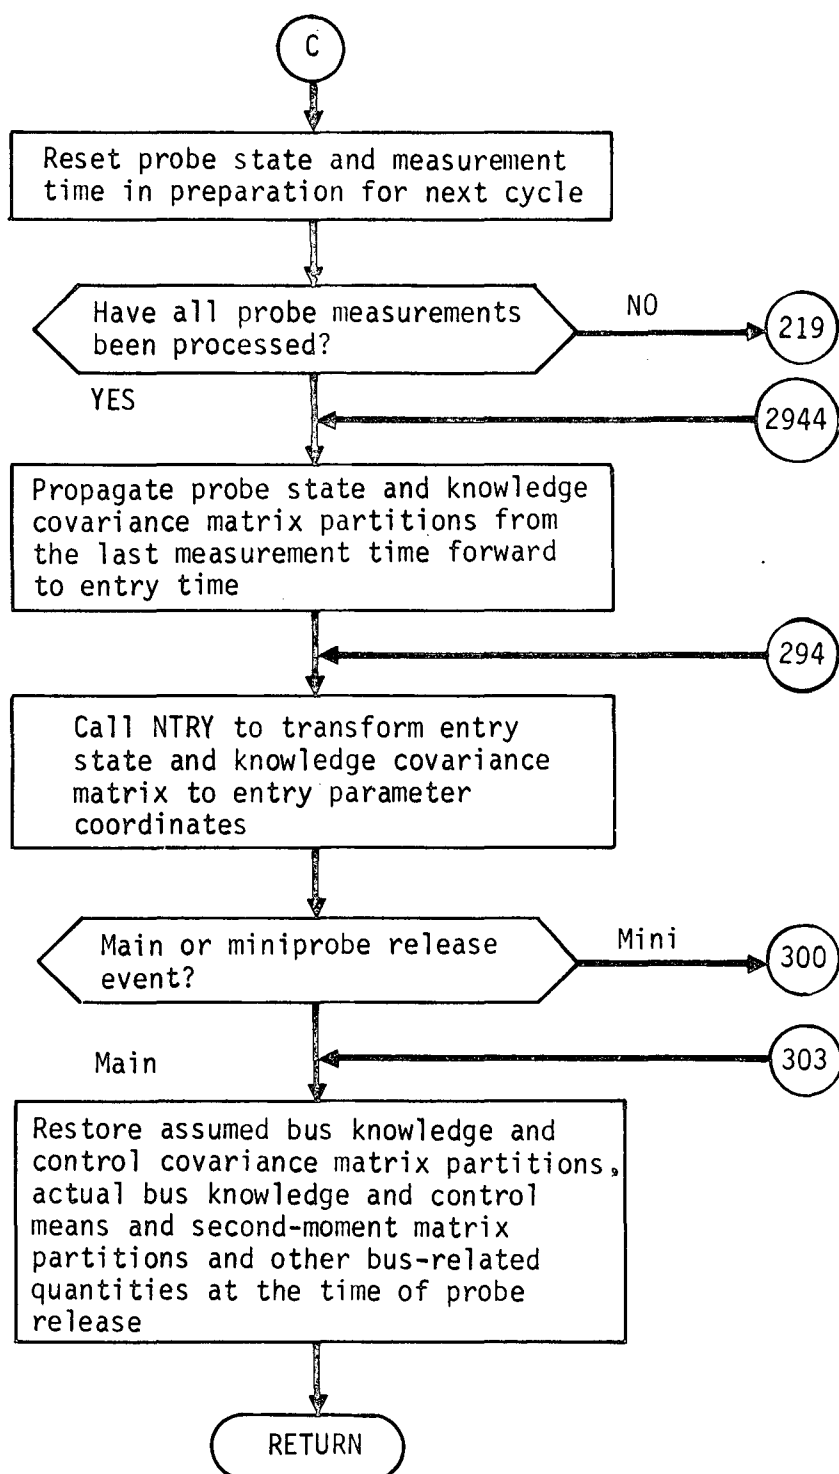 C
Reset probe state and measurement
time in preparation for next cycle
Have all probe measurements
been processed?
NO
219
YES
2944
Propagate probe state and knowledge
covariance matrix partitions from
the last measurement time forward
to entry time
294
Call NTRY to transform entry
state and knowledge covariance
matrix to entry parameter
coordinates
Main or miniprobe release
event?
Mini
300
303
Main
Restore assumed bus knowledge and
control covariance matrix partitions,
actual bus knowledge and control
means and second-moment matrix
partitions and other bus-related
quantities at the time of probe
release
RETURN